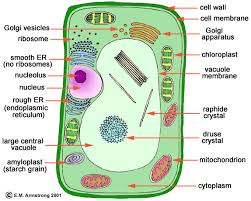 Golgi vesicles
ribosome
smooth ER
(no ribosomes)
nucleolus
nucleus
rough ER
(endoplasmic
reticulum)
large central
vacuole
amyloplast
(starch grain)
© E.M. Armstrong 2001
cell wall
cell membrane
Golgi
apparatus
chloroplast
vacuole
membrane
raphide
crystal
druse
crystal
mitochondrion
cytoplasm